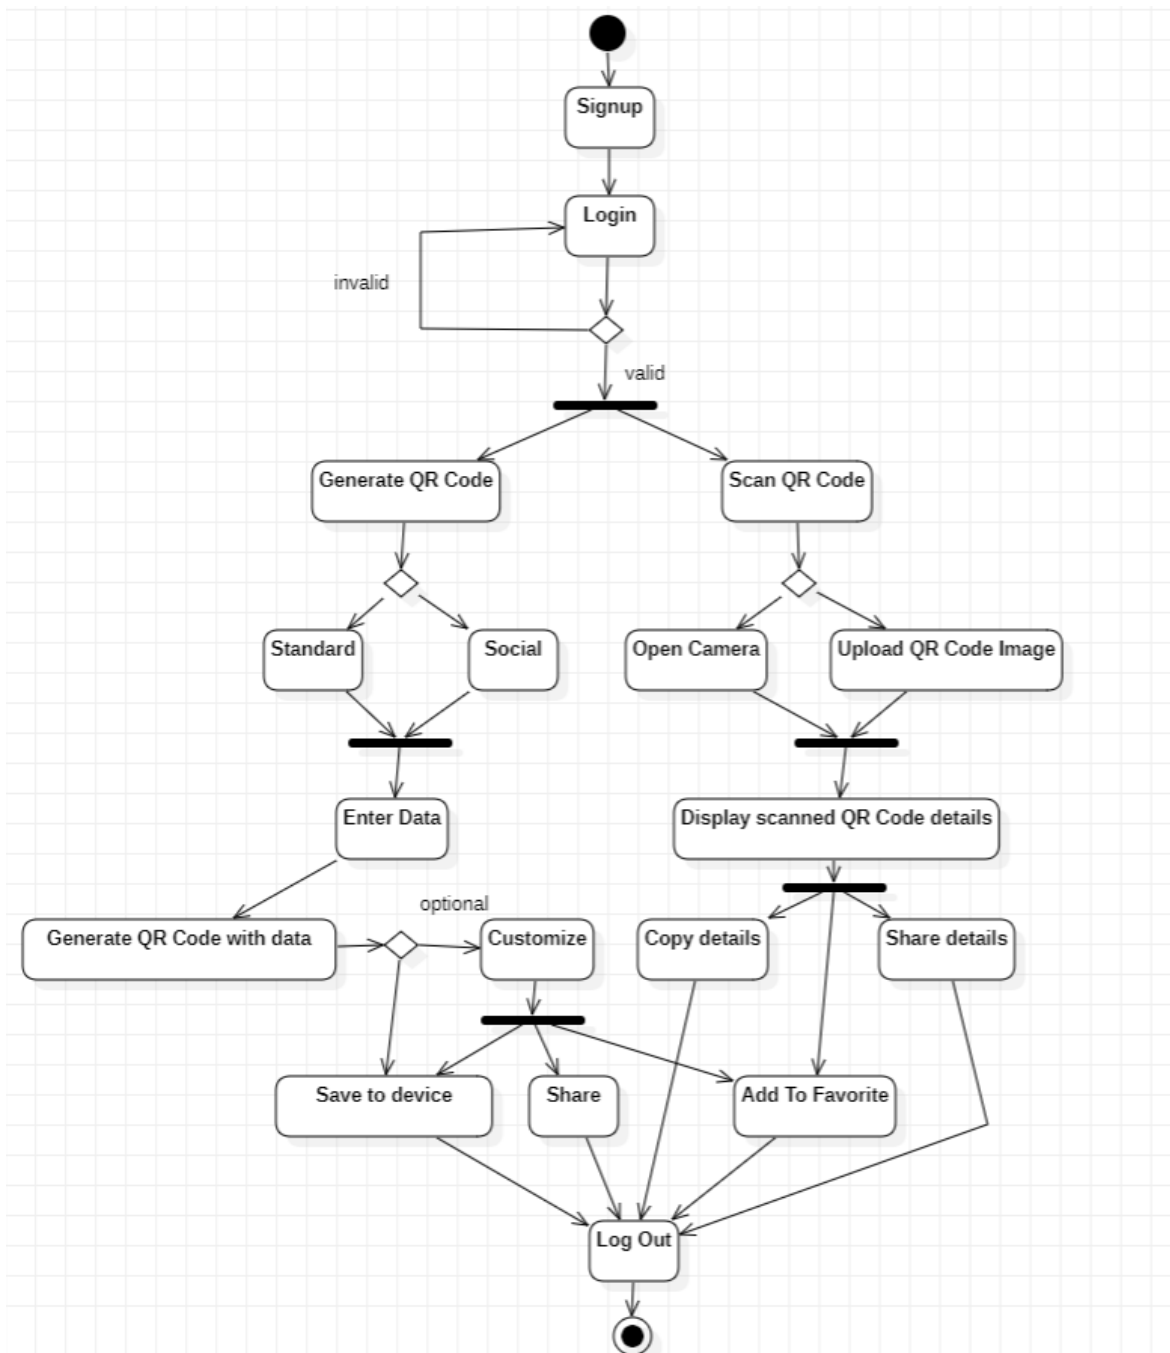 Signup
Login
invalid
valid
Generate QR Code
Scan QR Code
Standard
Social
Open Camera
Upload QR Code Image
Enter Data
Display scanned QR Code details
optional
Generate QR Code with data
Customize
Copy details
Share details
Save to device
Share
Add To Favorite
Log Out